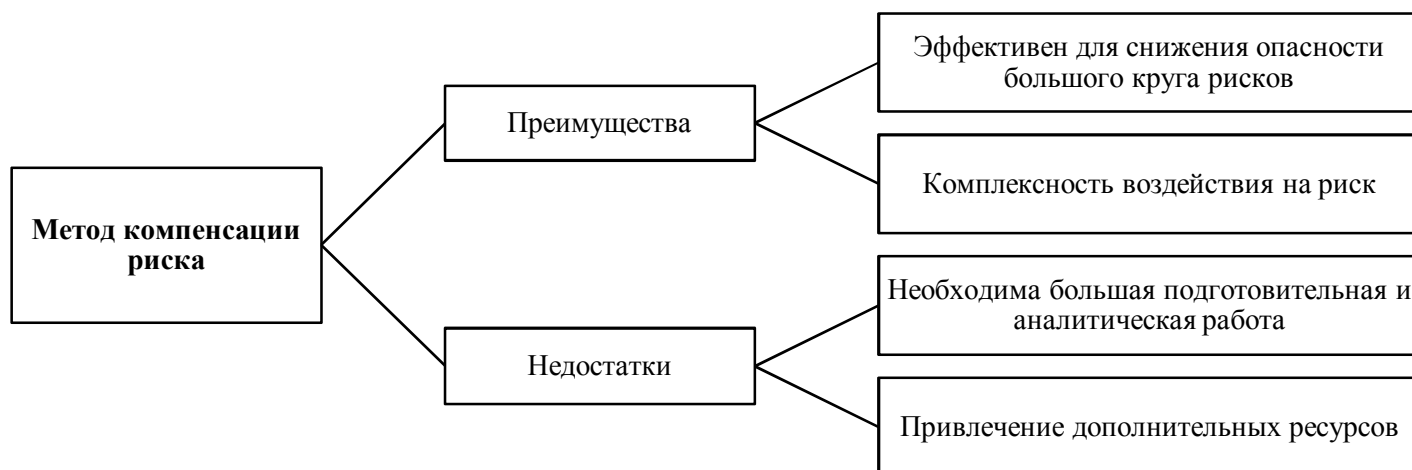 Метод компенсации
риска
Преимущества
Эффективен для снижения опасности
большого круга рисков
Комплексность воздействия на риск
Недостатки
Необходима большая подготовительная и
аналитическая работа
Привлечение дополнительных ресурсов